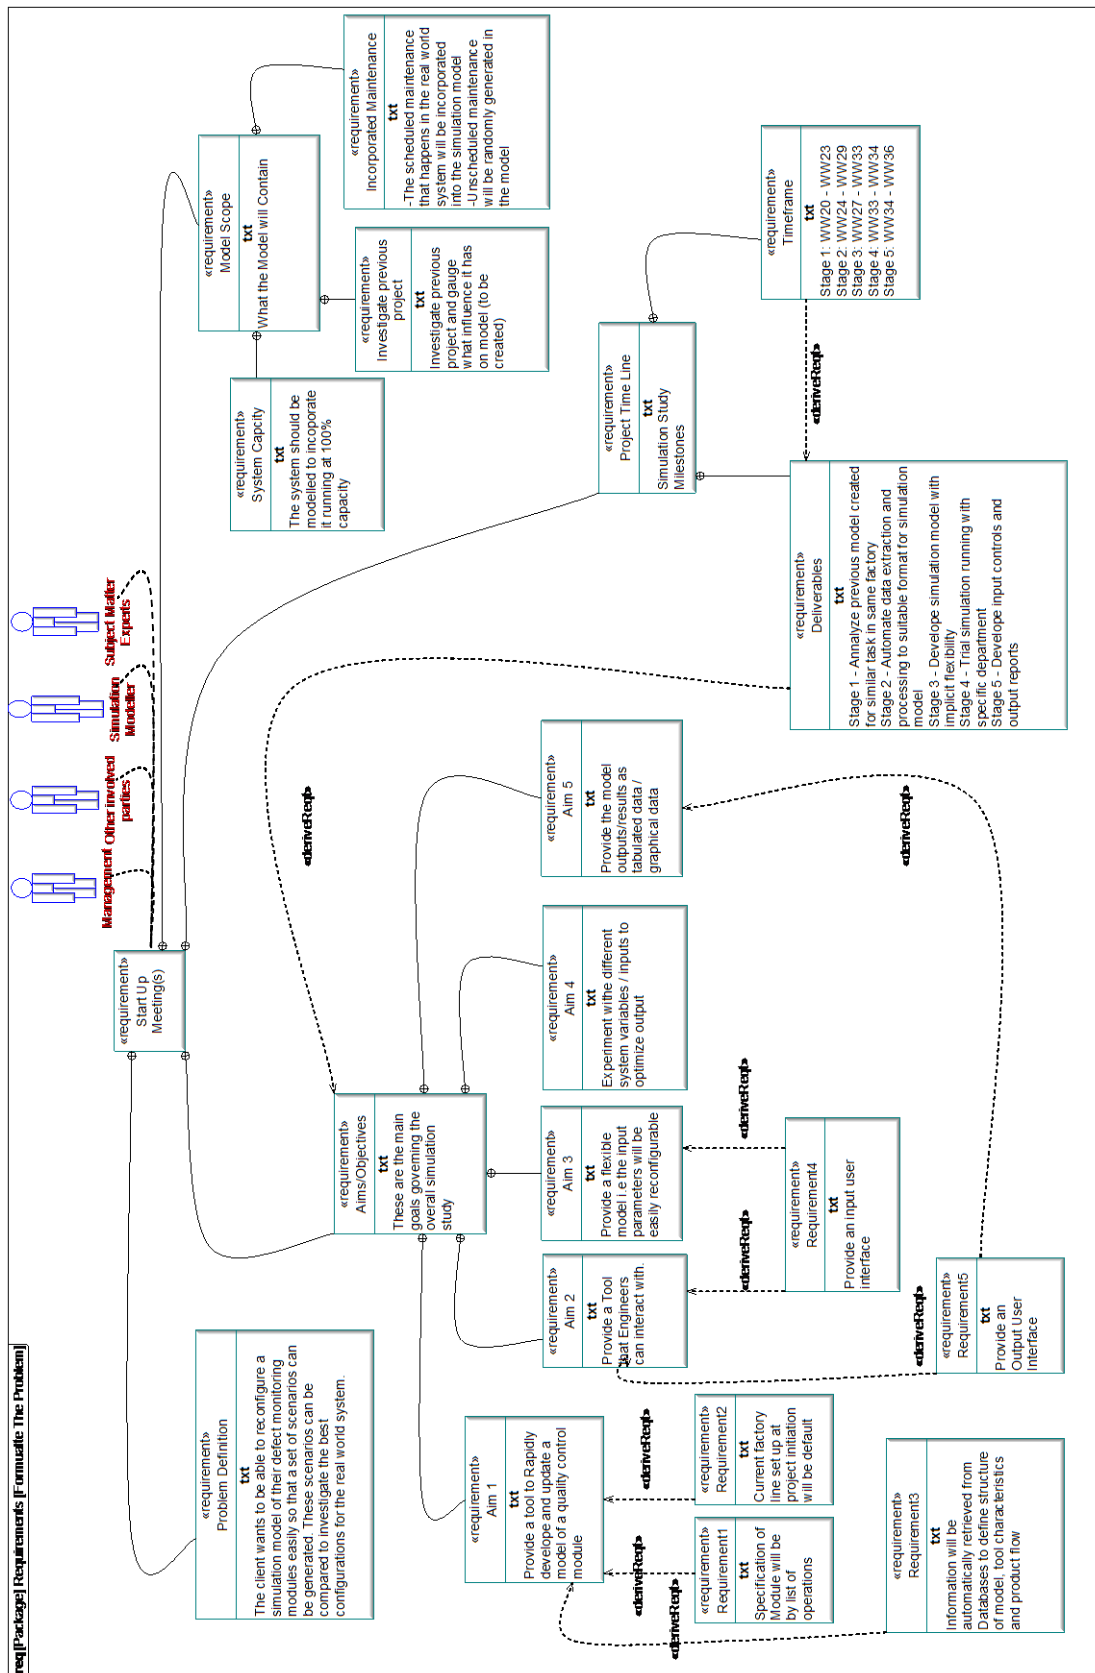 req [Package] Requirements [Formualte The Problem]
Management
Other involved
parties
Simulation
Modeller
Subject Matter
Experts
«requirement»
Start Up
Meeting(s)
«requirement»
Problem Definition
txt
The client wants to be able to reconfigure a
simulation model of their defect monitoring
modules easily so that a set of scenarios can
be generated. These scenarios can be
compared to investigate the best
configurations for the real world system.
«requirement»
Aims/Objectives
txt
These are the main
goals governing the
overall simulation
study
«requirement»
Model Scope
txt
What the Model will Contain
«requirement»
System Capcity
txt
The system should be
modelled to incoporate
it running at 100%
capacity
«requirement»
Investigate previous
project
txt
Investigate previous
project and gauge
what influence it has
on model (to be
created)
«requirement»
Incorporated Maintenance
txt
-The scheduled maintenance
that happens in the real world
system will be incorporated
into the simulation model
-Unscheduled maintenance
will be randomly generated in
the model
«requirement»
Project Time Line
txt
Simulation Study
Milestones
«requirement»
Timeframe
txt
Stage 1: WW20 - WW23
Stage 2: WW24 - WW29
Stage 3: WW27 - WW33
Stage 4: WW33 - WW34
Stage 5: WW34 - WW36
«deriveReqt»
«requirement»
Deliverables
txt
Stage 1 - Annalyze previous model created
for similar task in same factory
Stage 2 - Automate data extraction and
processing to suitable format for simulation
model
Stage 3 - Develope simulation model with
implicit flexibility
Stage 4 - Trial simulation running with
specific department
Stage 5 - Develope input controls and
output reports
«deriveReqt»
«requirement»
Aim 1
txt
Provide a tool to Rapidly
develope and update a
model of a quality control
module
«requirement»
Aim 2
txt
Provide a Tool
that Engineers
can interact with.
«requirement»
Aim 3
txt
Provide a flexible
model i.e the input
parameters will be
easily reconfigurable
«requirement»
Aim 4
txt
Experiment withe different
system variables / inputs to
optimize output
«requirement»
Aim 5
txt
Provide the model
outputs/results as
tabulated data /
graphical data
«deriveReqt»
«deriveReqt»
«deriveReqt»
«deriveReqt»
«deriveReqt»
«deriveReqt»
«deriveReqt»
«requirement»
Requirement1
txt
Specification of
Module will be
by list of
operations
«requirement»
Requirement2
txt
Current factory
line set up at
project initiation
will be default
«requirement»
Requirement3
txt
Information will be
automatically retrieved from
Databases to define structure
of model, tool characteristics
and product flow
«requirement»
Requirement4
txt
Provide an input user
interface
«requirement»
Requirement5
txt
Provide an
Output User
Interface